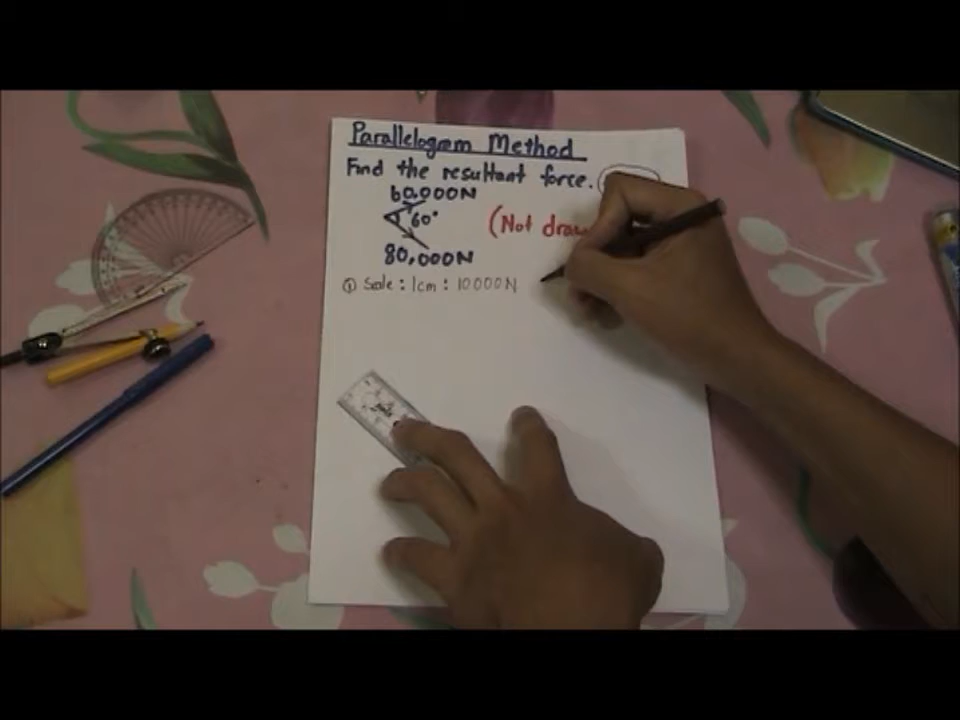 Parallelogram Method
Find the resultant force.
60,000N
60°
(Not draw
80,000N
① Scale : 1cm : 10000N